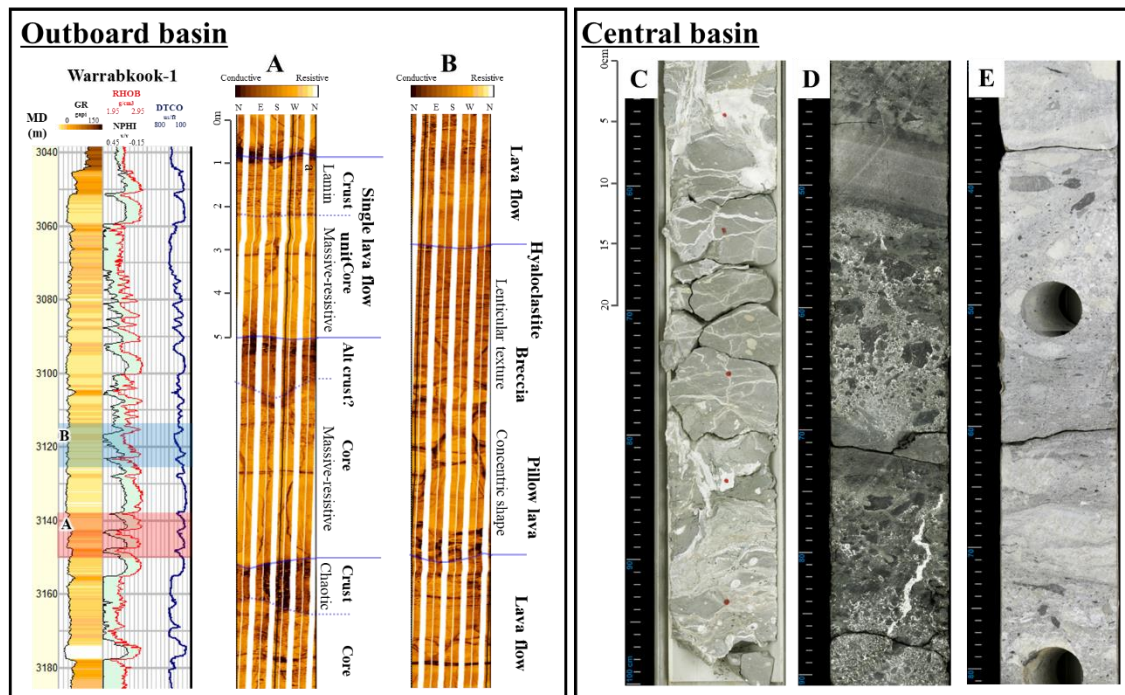 Outboard basin
Warrabkook-1
GR
MD
(m)
0 150
RHOB
g/cm3
1.95 2.95
NPHI
v/v
0.45 -0.15
DTCO
us/ft
800 100
3040
3060
3080
3100
3120
3140
3160
3180
B
A
A
Conductive Resistive
N E S W N
0m
1
2
3
4
5
a
Lamin
Crust
Single lava flow
unit
Core
Massive-resistive
Alt crust?
Core
Massive-resistive
Crust
Chaotic
Core
B
Conductive Resistive
N E S W N
Lava flow
Hyaloclastite
Breccia
Lenticular texture
Pillow lava
Concentric shape
Lava flow
Central basin
0cm
5
10
15
20
C
D
E